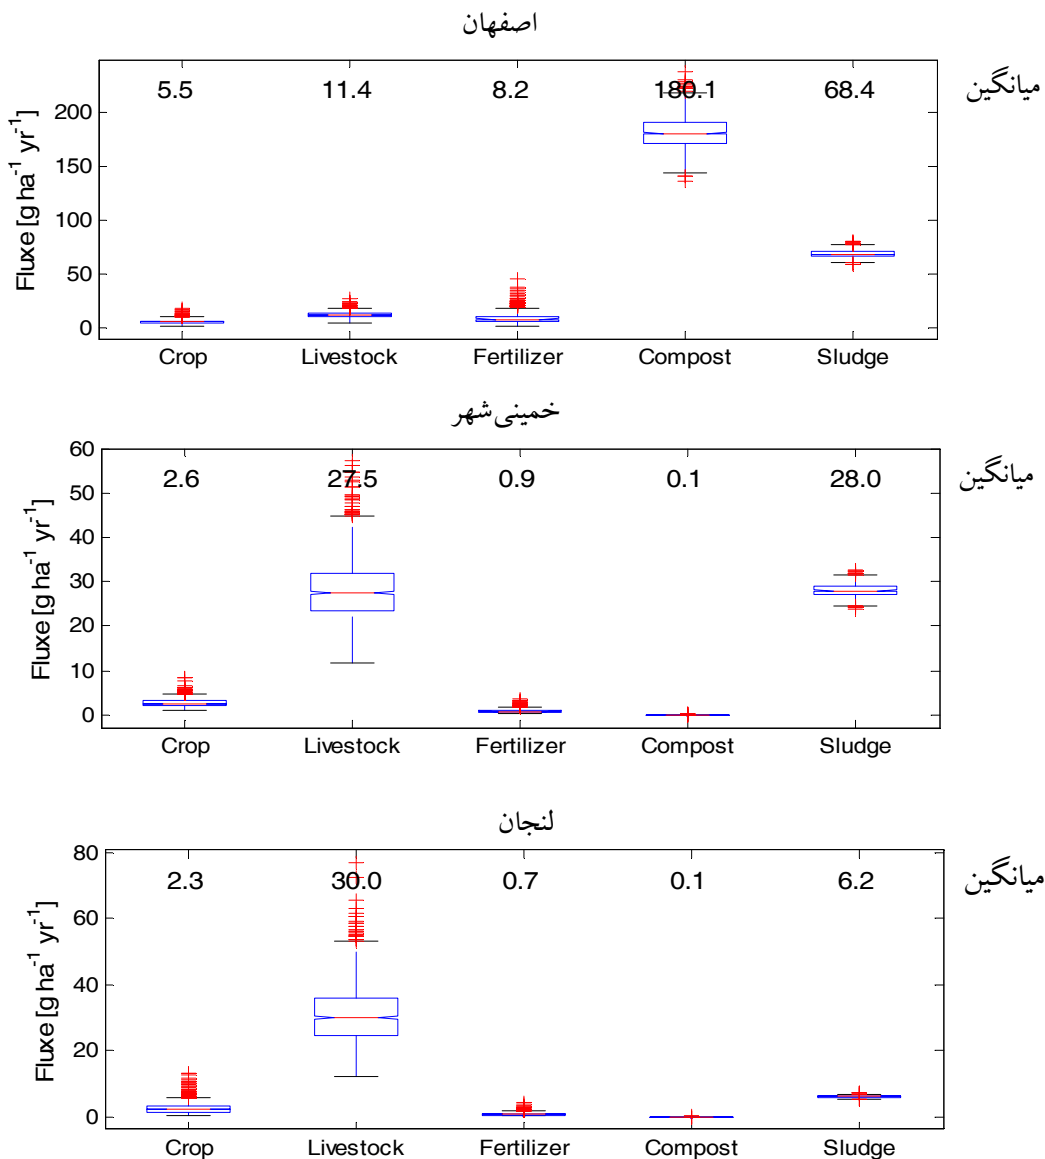 اصفهان
5.5 11.4 8.2 180.1 68.4 میانگین
200
150
100
50
0
Fluxe [g ha-1 yr-1]
Crop Livestock Fertilizer Compost Sludge
خمینی‌شهر
60
2.6 27.5 0.9 0.1 28.0 میانگین
50
40
30
20
10
0
Fluxe [g ha-1 yr-1]
Crop Livestock Fertilizer Compost Sludge
لنجان
80
2.3 30.0 0.7 0.1 6.2 میانگین
60
40
20
0
Fluxe [g ha-1 yr-1]
Crop Livestock Fertilizer Compost Sludge